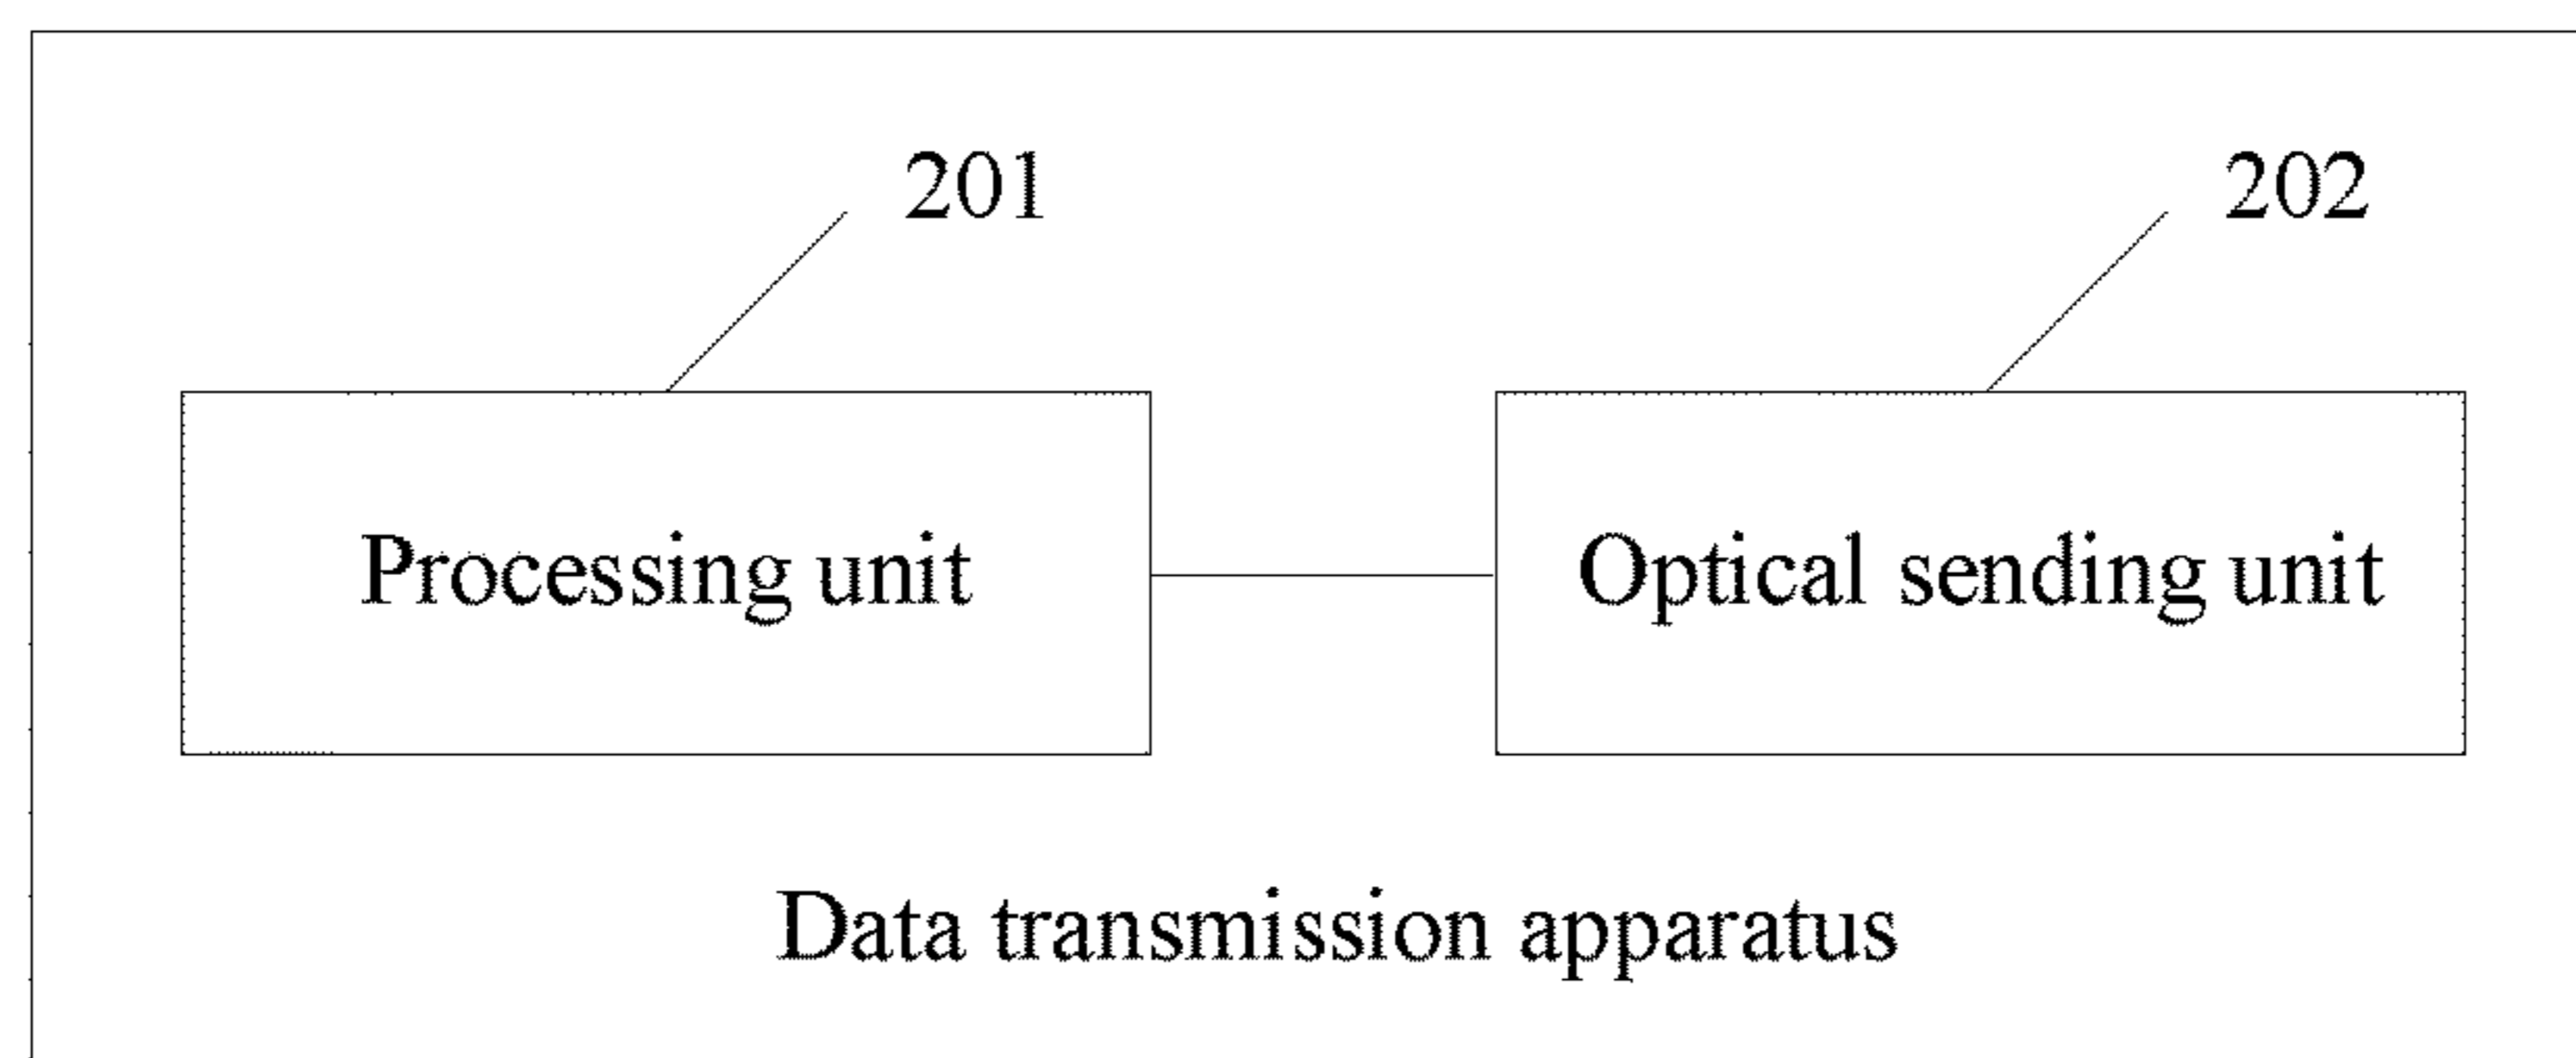 201
202
Processing unit
Optical sending unit
Data transmission apparatus